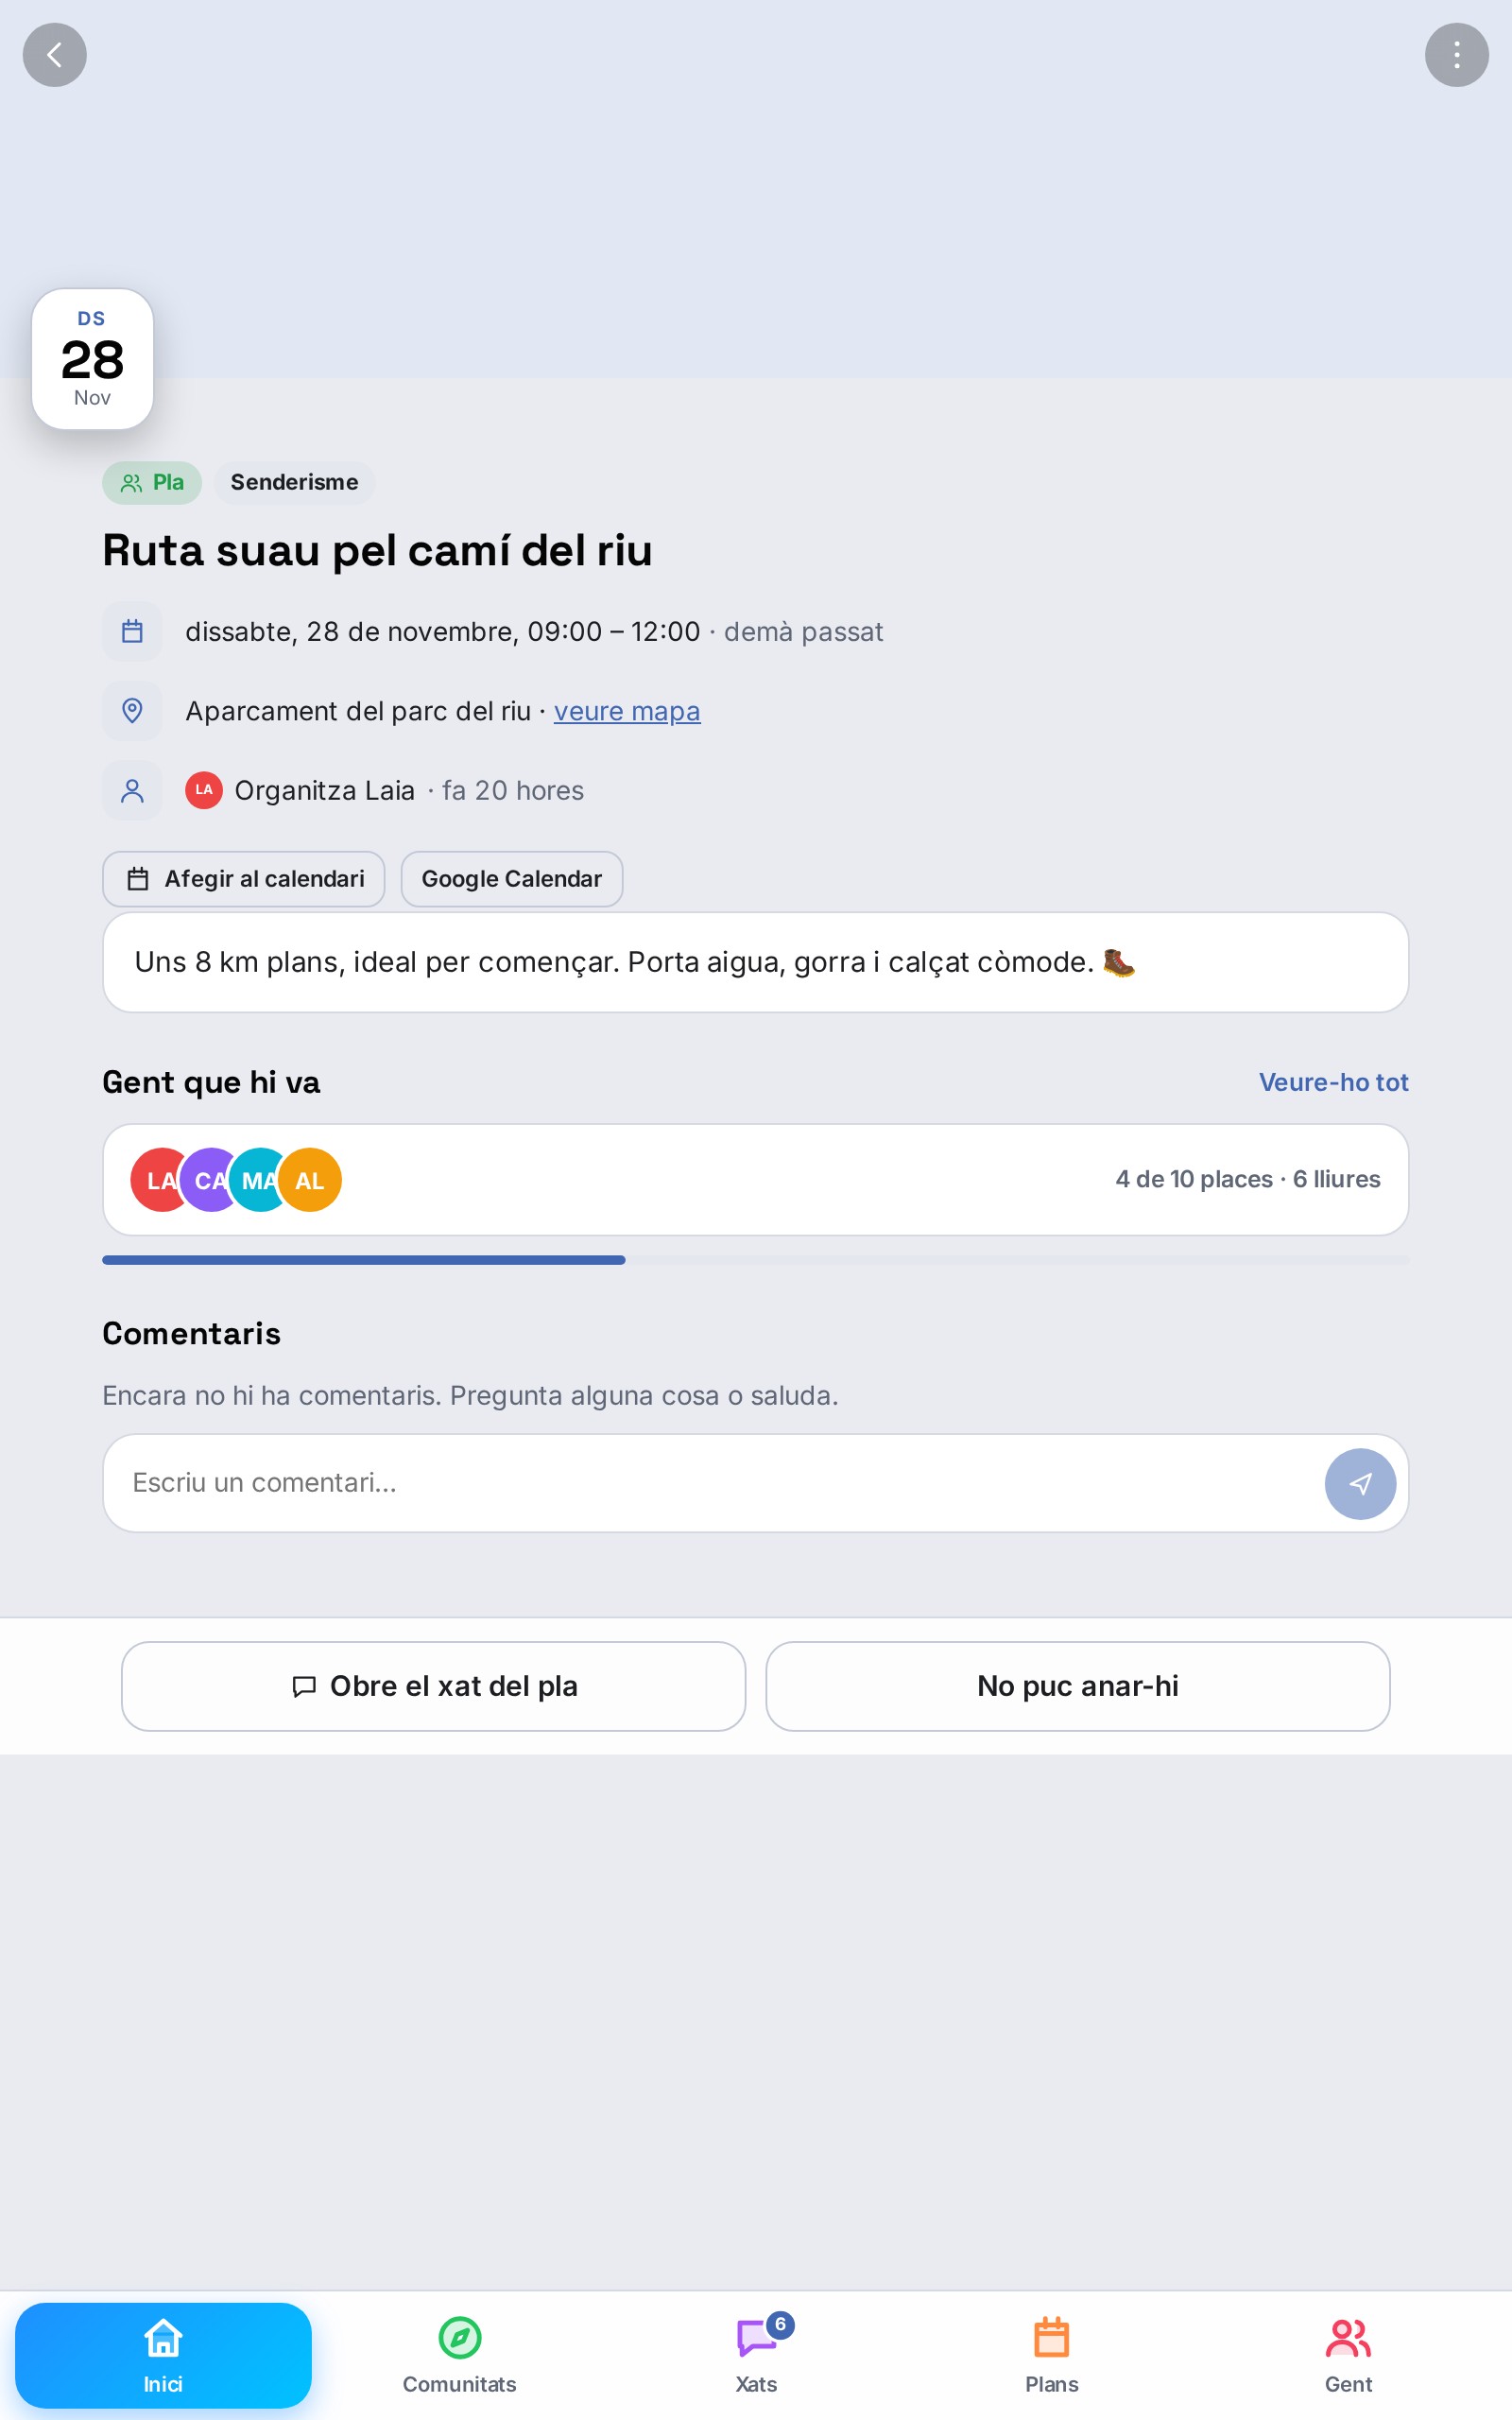 DS
28
Nov
Pla
Senderisme
Ruta suau pel camí del riu
dissabte, 28 de novembre, 09:00 – 12:00 · demà passat
Aparcament del parc del riu · veure mapa
LA Organitza Laia · fa 20 hores
Afegir al calendari
Google Calendar
Uns 8 km plans, ideal per començar. Porta aigua, gorra i calçat còmode. 🥾
Gent que hi va
Veure-ho tot
LA CA MA AL
4 de 10 places · 6 lliures
Comentaris
Encara no hi ha comentaris. Pregunta alguna cosa o saluda.
Escriu un comentari...
Obre el xat del pla
No puc anar-hi
6
Inici
Comunitats
Xats
Plans
Gent